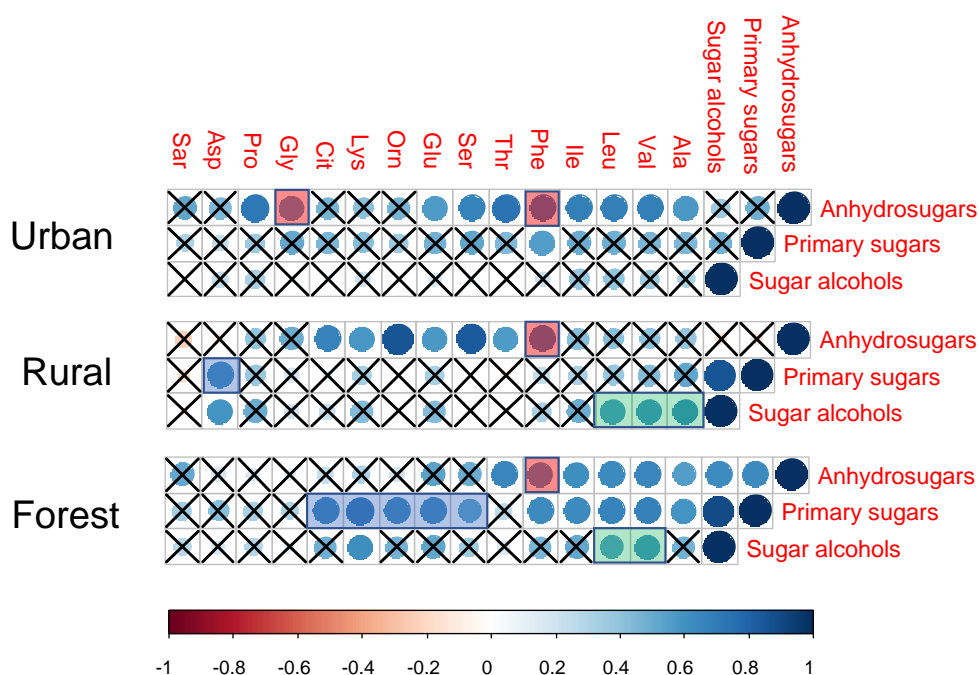 Sar Asp Pro Gly Cit Lys Orn Glu Ser Thr Phe Ile Leu Val Ala Sugar alcohols Primary sugars Anhydrosugars
Urban
Anhydrosugars
Primary sugars
Sugar alcohols
Rural
Anhydrosugars
Primary sugars
Sugar alcohols
Forest
Anhydrosugars
Primary sugars
Sugar alcohols
-1 -0.8 -0.6 -0.4 -0.2 0 0.2 0.4 0.6 0.8 1